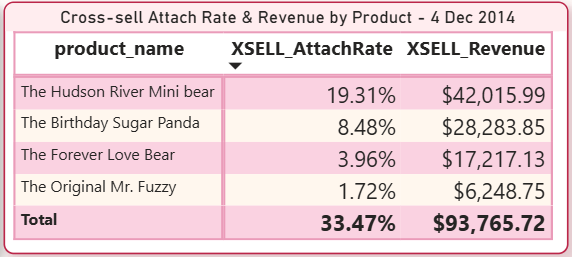 Cross-sell Attach Rate & Revenue by Product - 4 Dec 2014
product_name XSELL_AttachRate XSELL_Revenue
The Hudson River Mini bear 19.31% $42,015.99
The Birthday Sugar Panda 8.48% $28,283.85
The Forever Love Bear 3.96% $17,217.13
The Original Mr. Fuzzy 1.72% $6,248.75
Total 33.47% $93,765.72